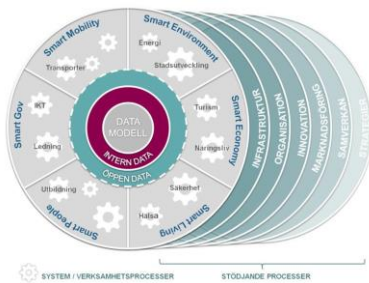 Smart Mobility
Smart Environment
Energi
Stadsutveckling
Transporter
Smart Gov
IKT
Ledning
Turism
Näringsliv
Smart Economy
DATA
MODELL
INTERN DATA
ÖPPEN DATA
Utbildning
Smart People
Säkerhet
Hälsa
Smart Living
INFRASTRUKTUR
ORGANISATION
INNOVATION
MARKNADSFÖRING
SAMVERKAN
STRATEGIER
SYSTEM / VERKSAMHETSPROCESSER
STÖDJANDE PROCESSER